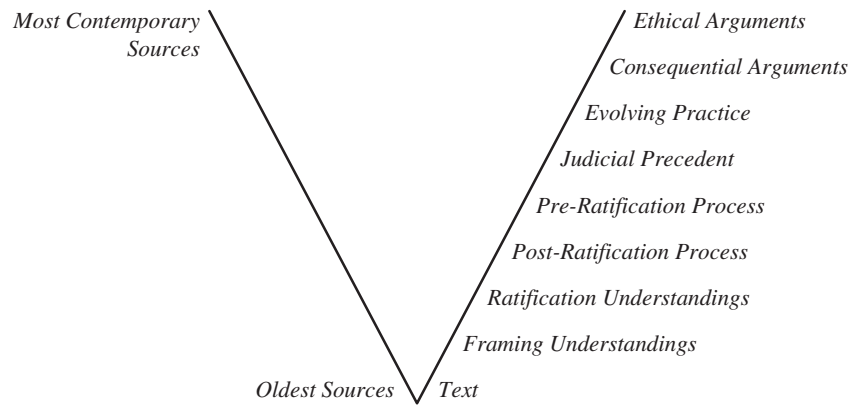 Most Contemporary
Sources
Ethical Arguments
Consequential Arguments
Evolving Practice
Judicial Precedent
Pre-Ratification Process
Post-Ratification Process
Ratification Understandings
Framing Understandings
Oldest Sources
Text